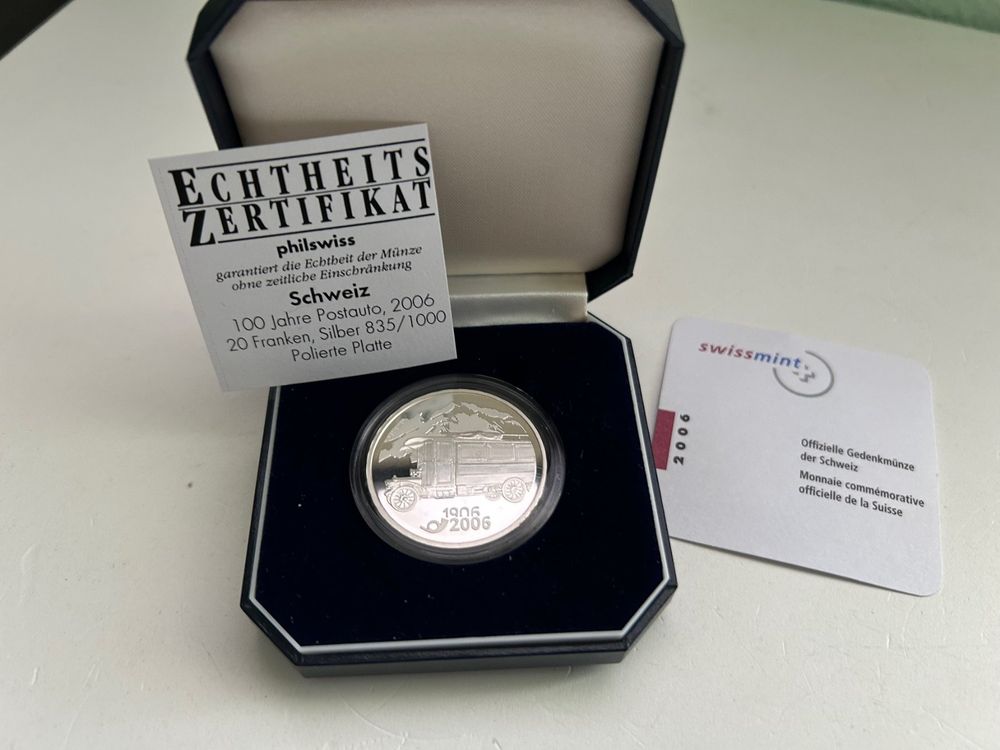 ECHTHEITS
ZERTIFIKAT
philswiss
garantiert die Echtheit der Münze
ohne zeitliche Einschränkung
Schweiz
100 Jahre Postauto, 2006
20 Franken, Silber 835/1000
Polierte Platte
1906
2006
swissmint
2006
Offizielle Gedenkmünze
der Schweiz
Monnaie commémorative
officielle de la Suisse